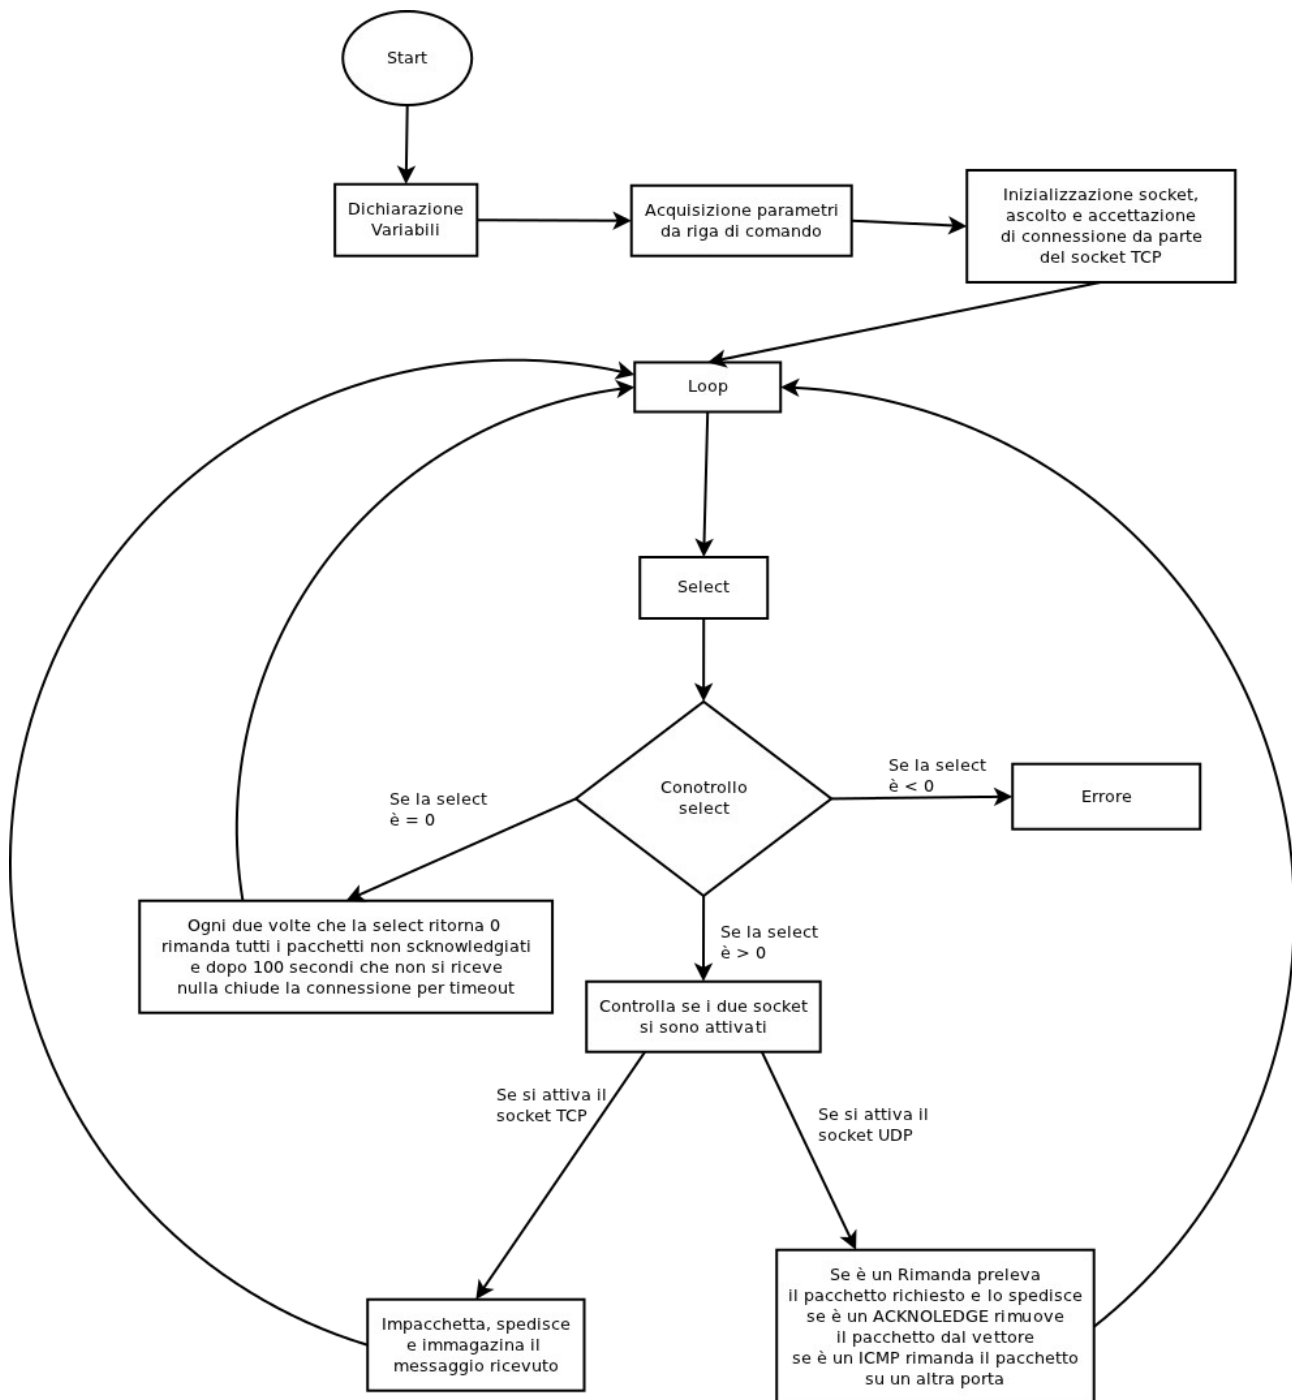 Start
Dichiarazione
Variabili
Acquisizione parametri
da riga di comando
Inizializzazione socket,
ascolto e accettazione
di connessione da parte
del socket TCP
Loop
Select
Conotrollo
select
Se la select
è < 0
Errore
Se la select
è = 0
Ogni due volte che la select ritorna 0
rimanda tutti i pacchetti non scknowledgiati
e dopo 100 secondi che non si riceve
nulla chiude la connessione per timeout
Se la select
è > 0
Controlla se i due socket
si sono attivati
Se si attiva il
socket TCP
Se si attiva il
socket UDP
Impacchetta, spedisce
e immagazina il
messaggio ricevuto
Se è un Rimanda preleva
il pacchetto richiesto e lo spedisce
se è un ACKNOLEDGE rimuove
il pacchetto dal vettore
se è un ICMP rimanda il pacchetto
su un altra porta